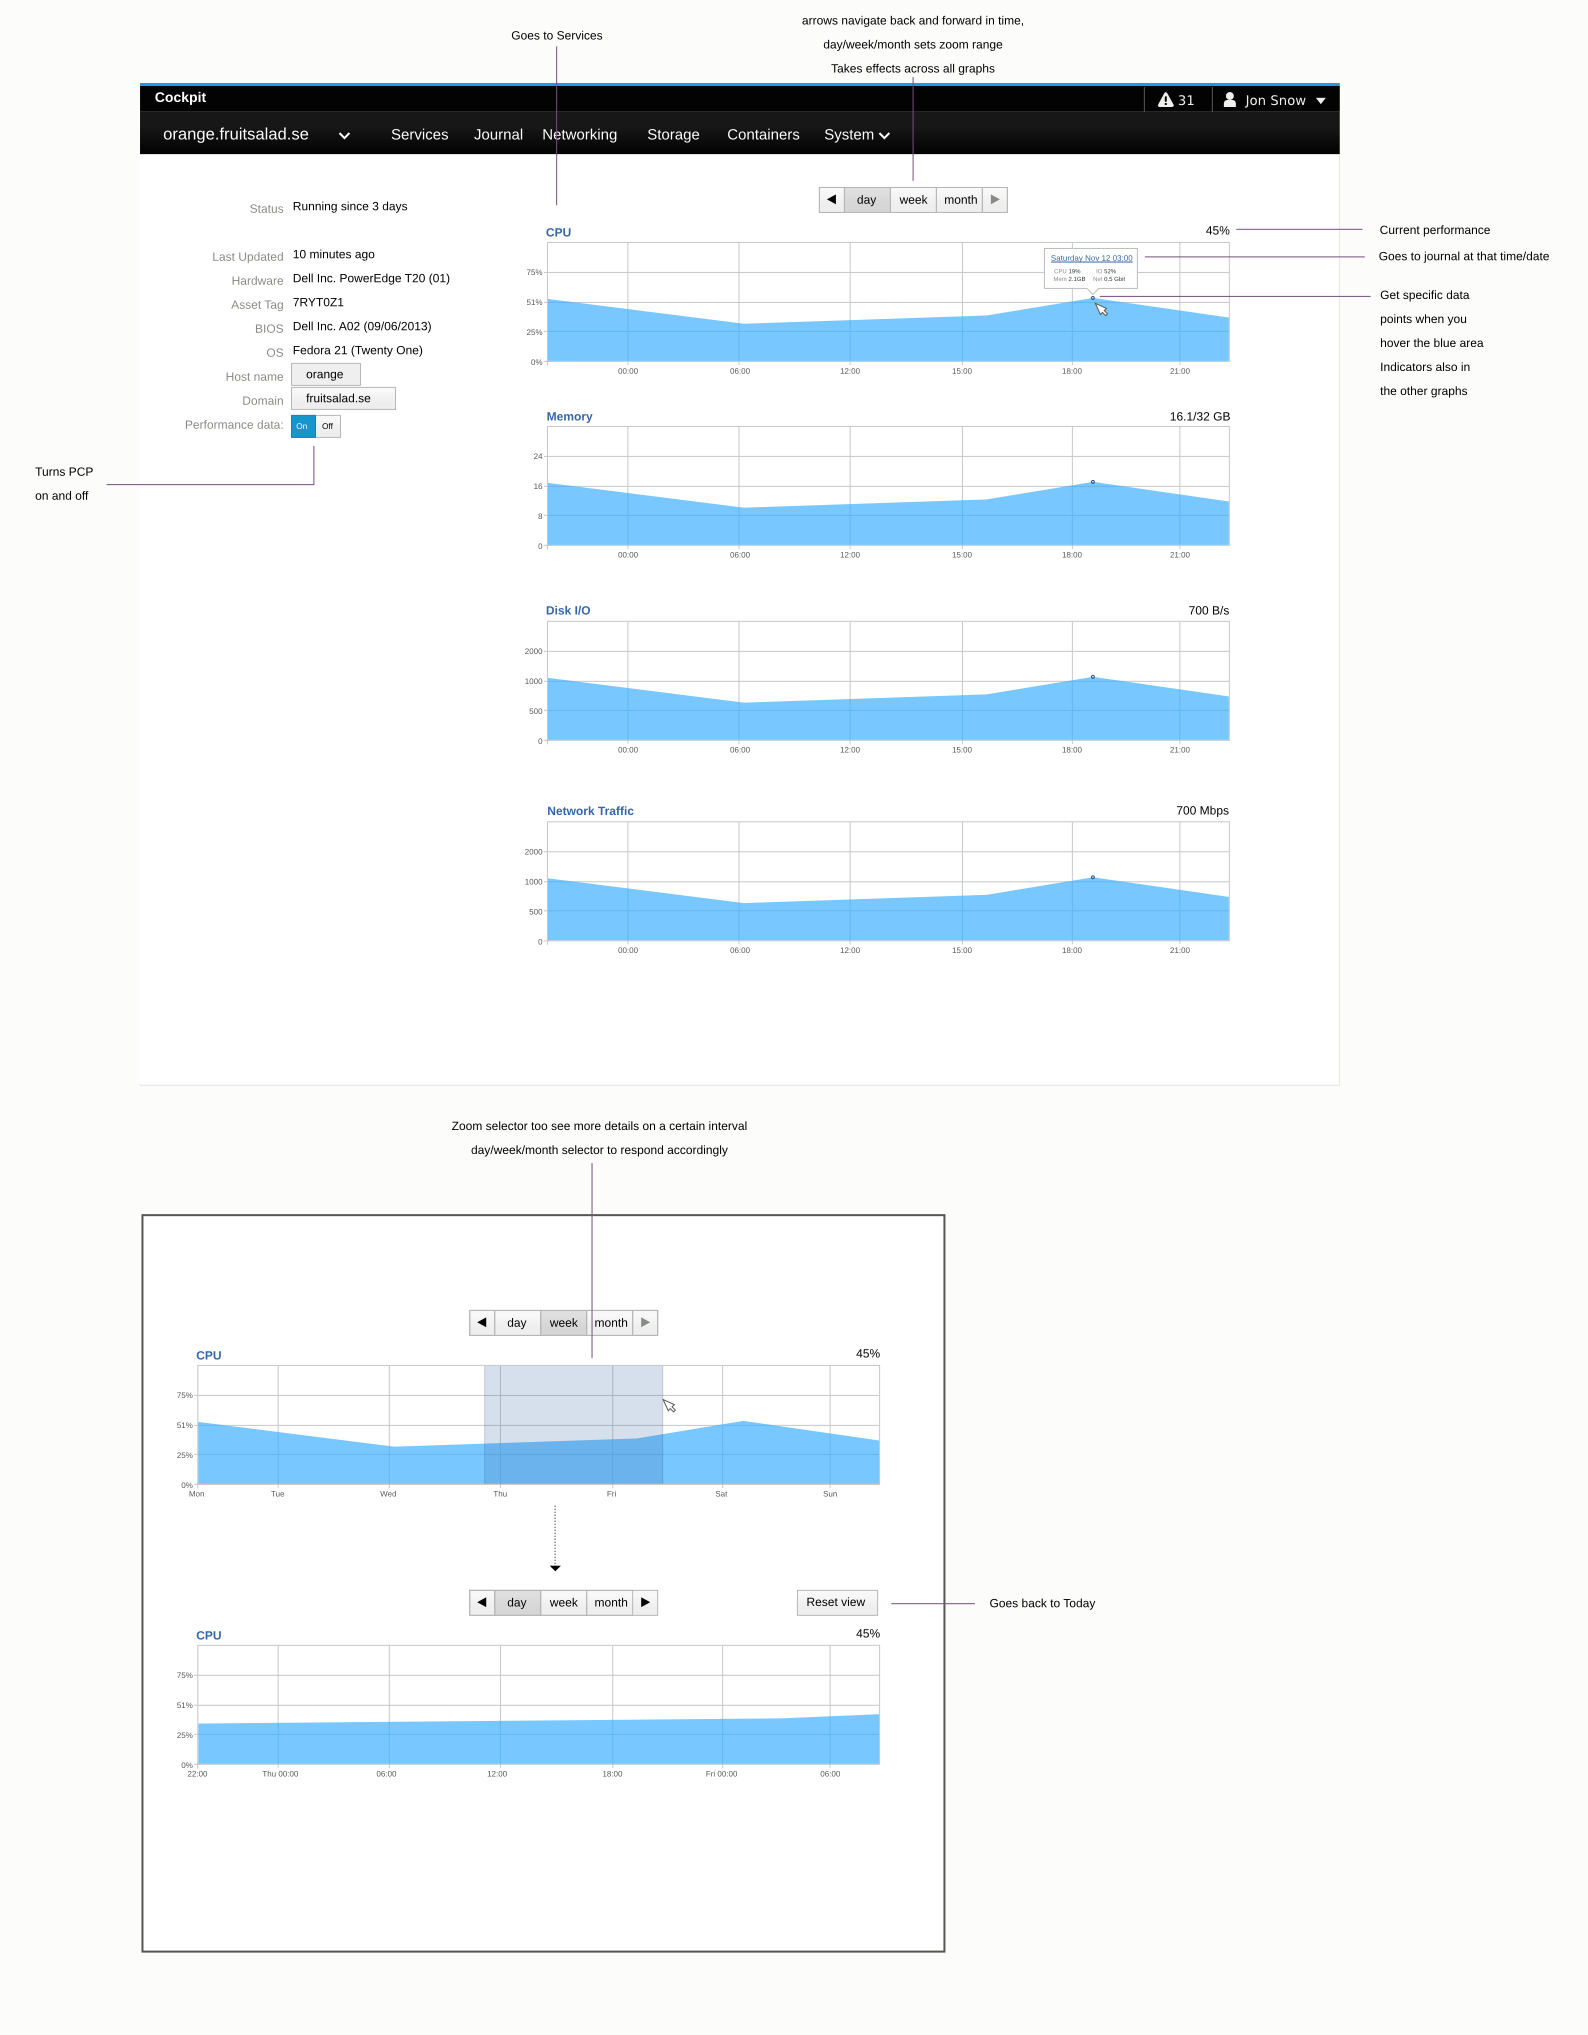 arrows navigate back and forward in time,
Goes to Services
day/week/month sets zoom range
Takes effects across all graphs
Cockpit
31
Jon Snow
orange.fruitsalad.se
Services
Journal
Networking
Storage
Containers
System
day
week
month
Status
Running since 3 days
Last Updated
10 minutes ago
Hardware
Dell Inc. PowerEdge T20 (01)
Asset Tag
7RYT0Z1
BIOS
Dell Inc. A02 (09/06/2013)
OS
Fedora 21 (Twenty One)
Host name
orange
Domain
fruitsalad.se
Performance data:
On
Off
Turns PCP
on and off
CPU
45%
75%
51%
25%
0%
Saturday Nov 12 03:00
CPU 19%
IO 52%
Mem 2.1GB
Net 0.5 Gbit
00:00
06:00
12:00
15:00
18:00
21:00
Current performance
Goes to journal at that time/date
Get specific data
points when you
hover the blue area
Indicators also in
the other graphs
Memory
16.1/32 GB
24
16
8
0
00:00
06:00
12:00
15:00
18:00
21:00
Disk I/O
700 B/s
2000
1000
500
0
00:00
06:00
12:00
15:00
18:00
21:00
Network Traffic
700 Mbps
2000
1000
500
0
00:00
06:00
12:00
15:00
18:00
21:00
Zoom selector too see more details on a certain interval
day/week/month selector to respond accordingly
day
week
month
CPU
45%
75%
51%
25%
0%
Mon
Tue
Wed
Thu
Fri
Sat
Sun
day
week
month
Reset view
Goes back to Today
CPU
45%
75%
51%
25%
0%
22:00
Thu 00:00
06:00
12:00
18:00
Fri 00:00
06:00